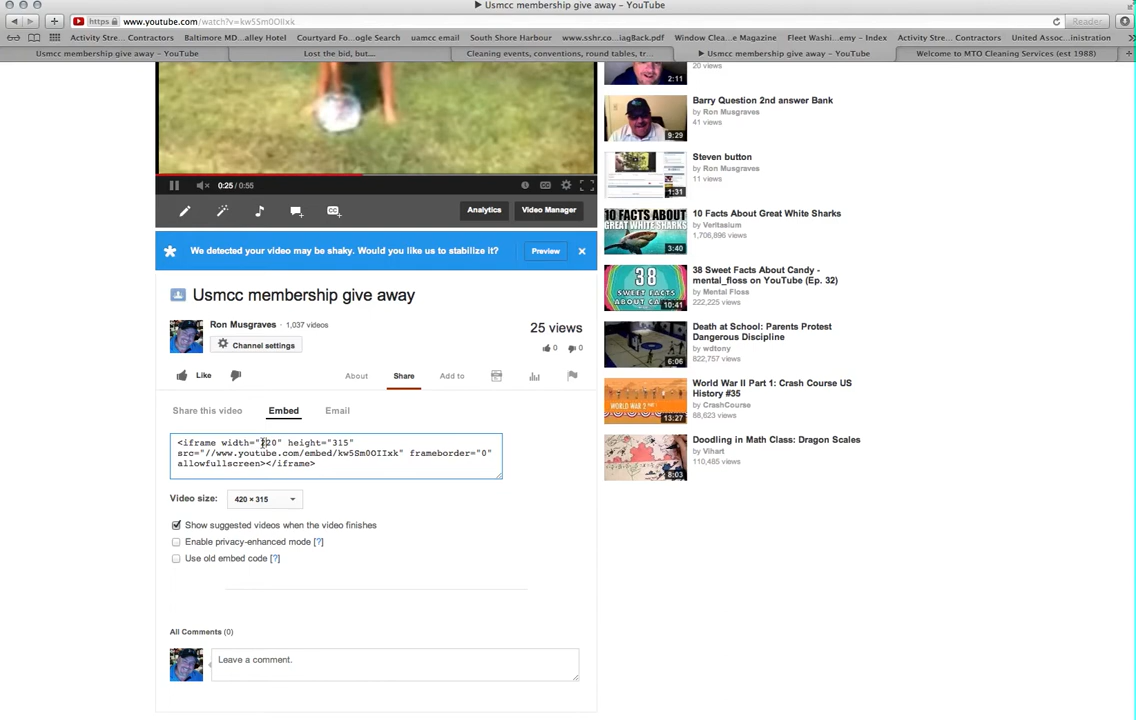 Usmcc membership give away - YouTube
https www.youtube.com/watch?v=kw5Sm0OIIxk
Reader
Activity Stre... Contractors Baltimore MD...alley Hotel Courtyard Fo...ogle Search uamcc email South Shore Harbour www.sshr.co...iagBack.pdf Window Clea...e Magazine Fleet Washi...emy - Index Activity Stre... Contractors United Assoc...inistration
Usmcc membership give away - YouTube Lost the bid, but.... Cleaning events, conventions, round tables, tr... Usmcc membership give away - YouTube Welcome to MTO Cleaning Services (est 1988)
20 views
2:11
Barry Question 2nd answer Bank
by Ron Musgraves
41 views
9:29
Steven button
by Ron Musgraves
11 views
1:31
10 Facts About Great White Sharks
by Veritasium
1,706,696 views
10 FACTS ABOUT
GREAT WHITE
SHARKS
3:40
38 Sweet Facts About Candy -
mental_floss on YouTube (Ep. 32)
by Mental Floss
222,225 views
38
SWEET FACTS
ABOUT CA
10:41
Death at School: Parents Protest
Dangerous Discipline
by wdtony
822,757 views
6:06
World War II Part 1: Crash Course US
History #35
by CrashCourse
88,623 views
13:27
Doodling in Math Class: Dragon Scales
by Vihart
110,485 views
8:03
0:25 / 0:55
CC
Analytics
Video Manager
We detected your video may be shaky. Would you like us to stabilize it?
Preview
Usmcc membership give away
Ron Musgraves · 1,037 videos
Channel settings
25 views
0 0
Like
About Share Add to
Share this video Embed Email
<iframe width="420" height="315"
src="//www.youtube.com/embed/kw5Sm0OIIxk" frameborder="0"
allowfullscreen></iframe>
Video size: 420 × 315
Show suggested videos when the video finishes
Enable privacy-enhanced mode [?]
Use old embed code [?]
All Comments (0)
Leave a comment.